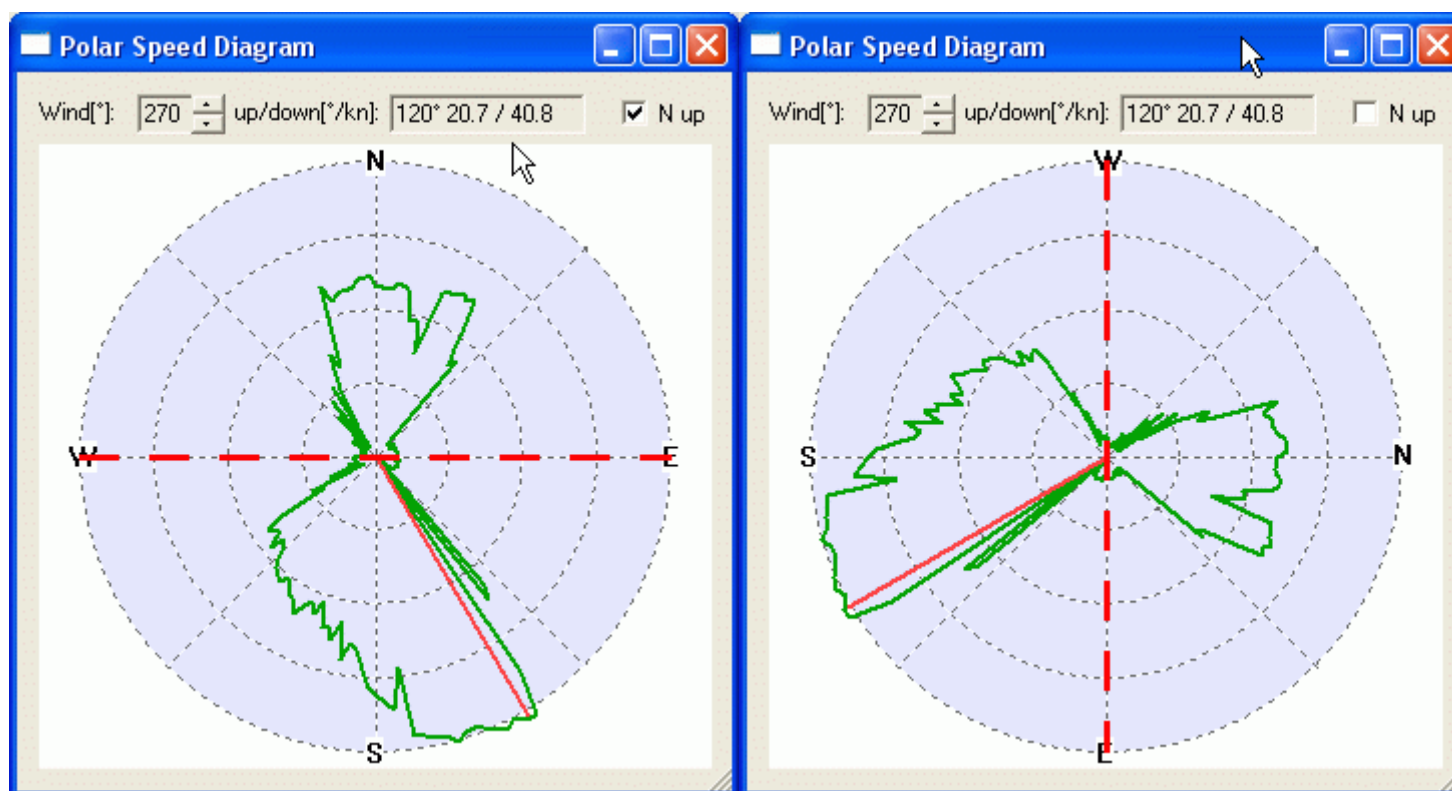 Polar Speed Diagram
Wind[°]: 270 up/down[°/kn]: 120° 20.7 / 40.8 N up
N
W E
S
Polar Speed Diagram
Wind[°]: 270 up/down[°/kn]: 120° 20.7 / 40.8 N up
W
S N
E